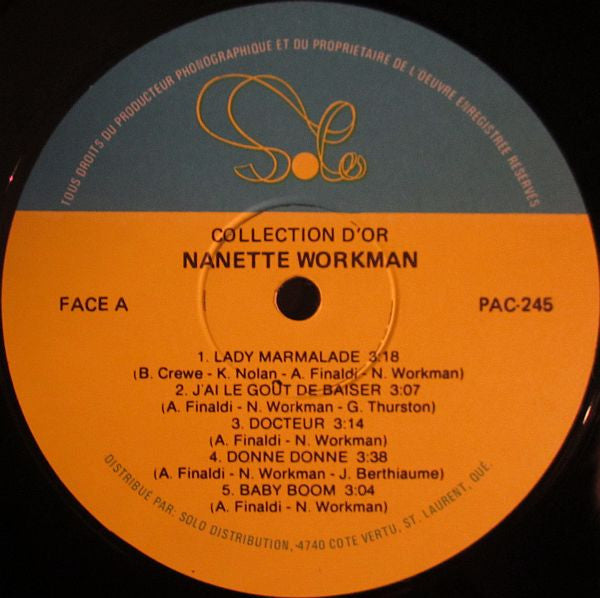 TOUS DROITS DU PRODUCTEUR PHONOGRAPHIQUE ET DU PROPRIETAIRE DE L'OEUVRE ENREGISTREE RESERVES
Solo
COLLECTION D'OR
NANETTE WORKMAN
FACE A
PAC-245
1. LADY MARMALADE 3:18
(B. Crewe - K. Nolan - A. Finaldi - N. Workman)
2. J'AI LE GOÛT DE BAISER 3:07
(A. Finaldi - N. Workman - G. Thurston)
3. DOCTEUR 3:14
(A. Finaldi - N. Workman)
4. DONNE DONNE 3:38
(A. Finaldi - N. Workman - J. Berthiaume)
5. BABY BOOM 3:04
(A. Finaldi - N. Workman)
DISTRIBUÉ PAR: SOLO DISTRIBUTION, 4740 COTE VERTU, ST. LAURENT, QUÉ.